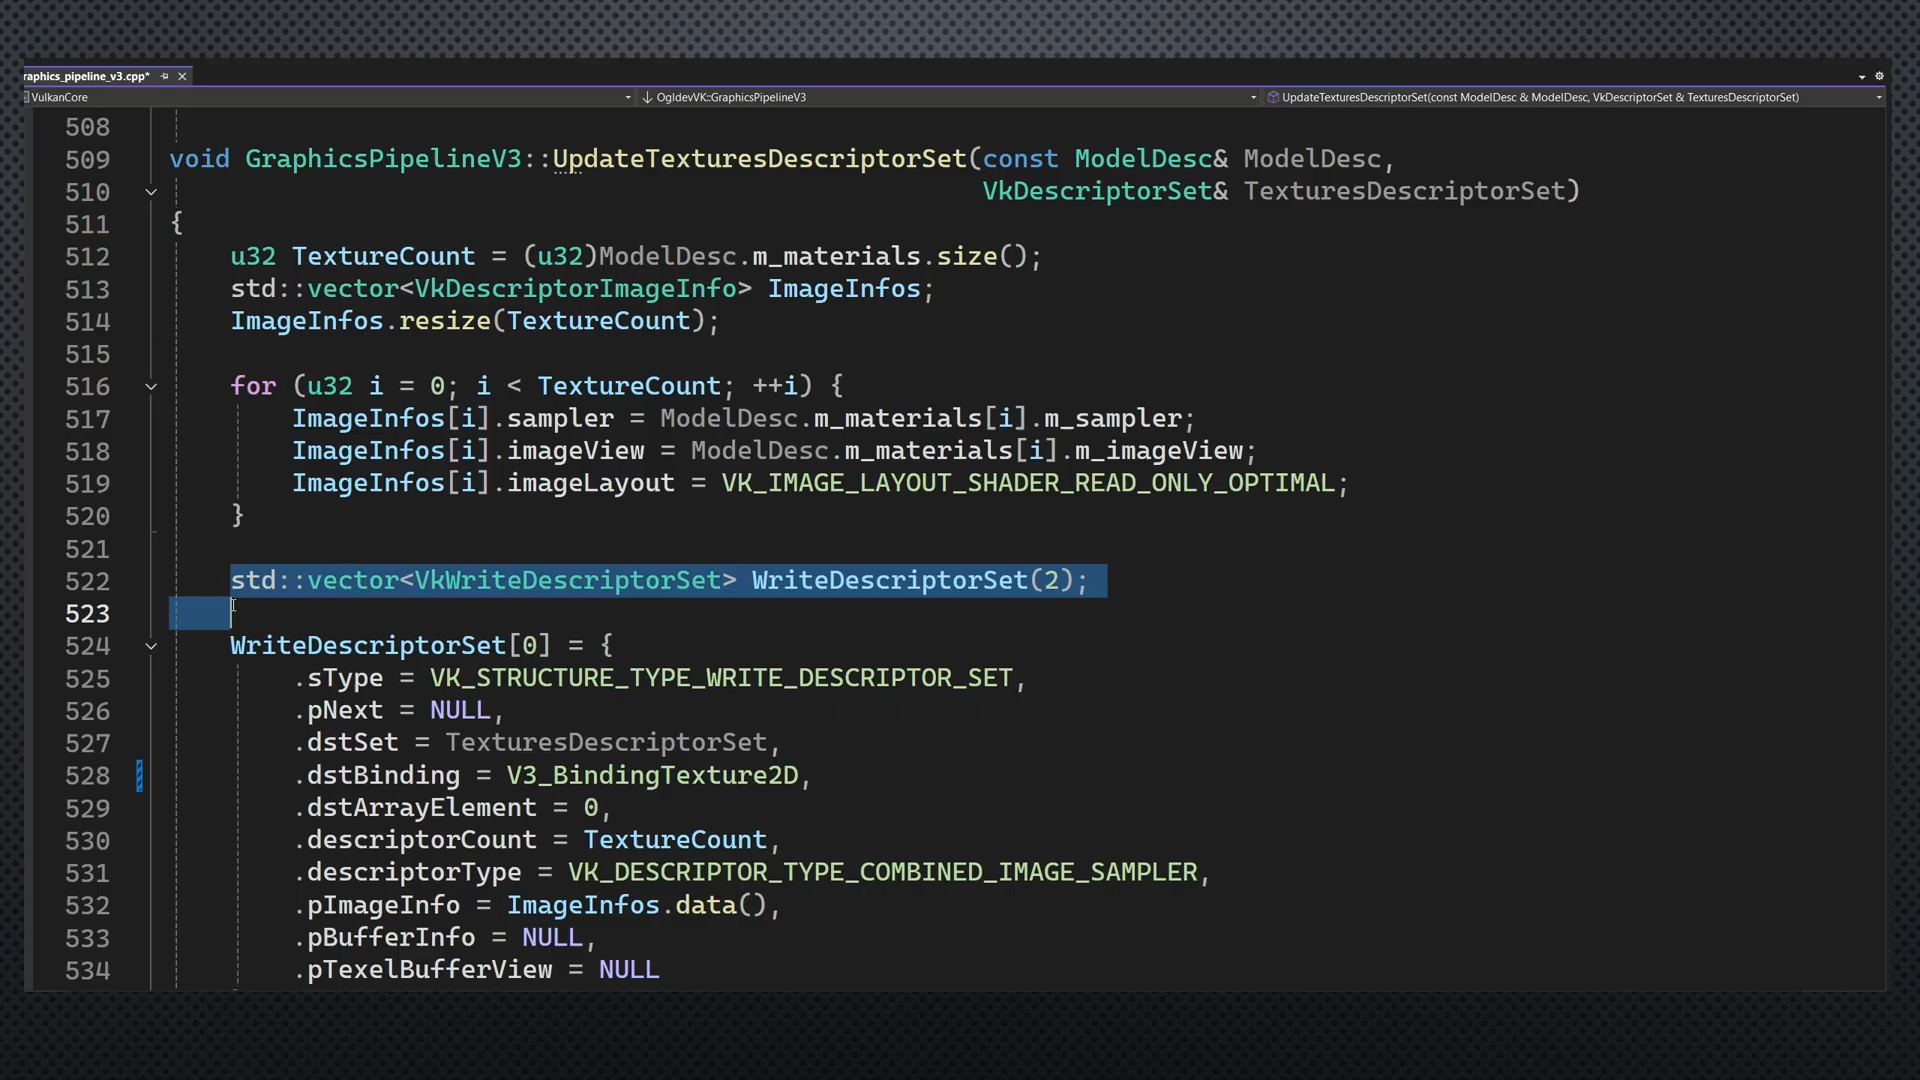 raphics_pipeline_v3.cpp*
VulkanCore
OgldevVK::GraphicsPipelineV3
UpdateTexturesDescriptorSet(const ModelDesc & ModelDesc, VkDescriptorSet & TexturesDescriptorSet)
508
509 void GraphicsPipelineV3::UpdateTexturesDescriptorSet(const ModelDesc& ModelDesc,
510 VkDescriptorSet& TexturesDescriptorSet)
511 {
512 u32 TextureCount = (u32)ModelDesc.m_materials.size();
513 std::vector<VkDescriptorImageInfo> ImageInfos;
514 ImageInfos.resize(TextureCount);
515
516 for (u32 i = 0; i < TextureCount; ++i) {
517 ImageInfos[i].sampler = ModelDesc.m_materials[i].m_sampler;
518 ImageInfos[i].imageView = ModelDesc.m_materials[i].m_imageView;
519 ImageInfos[i].imageLayout = VK_IMAGE_LAYOUT_SHADER_READ_ONLY_OPTIMAL;
520 }
521
522 std::vector<VkWriteDescriptorSet> WriteDescriptorSet(2);
523
524 WriteDescriptorSet[0] = {
525 .sType = VK_STRUCTURE_TYPE_WRITE_DESCRIPTOR_SET,
526 .pNext = NULL,
527 .dstSet = TexturesDescriptorSet,
528 .dstBinding = V3_BindingTexture2D,
529 .dstArrayElement = 0,
530 .descriptorCount = TextureCount,
531 .descriptorType = VK_DESCRIPTOR_TYPE_COMBINED_IMAGE_SAMPLER,
532 .pImageInfo = ImageInfos.data(),
533 .pBufferInfo = NULL,
534 .pTexelBufferView = NULL